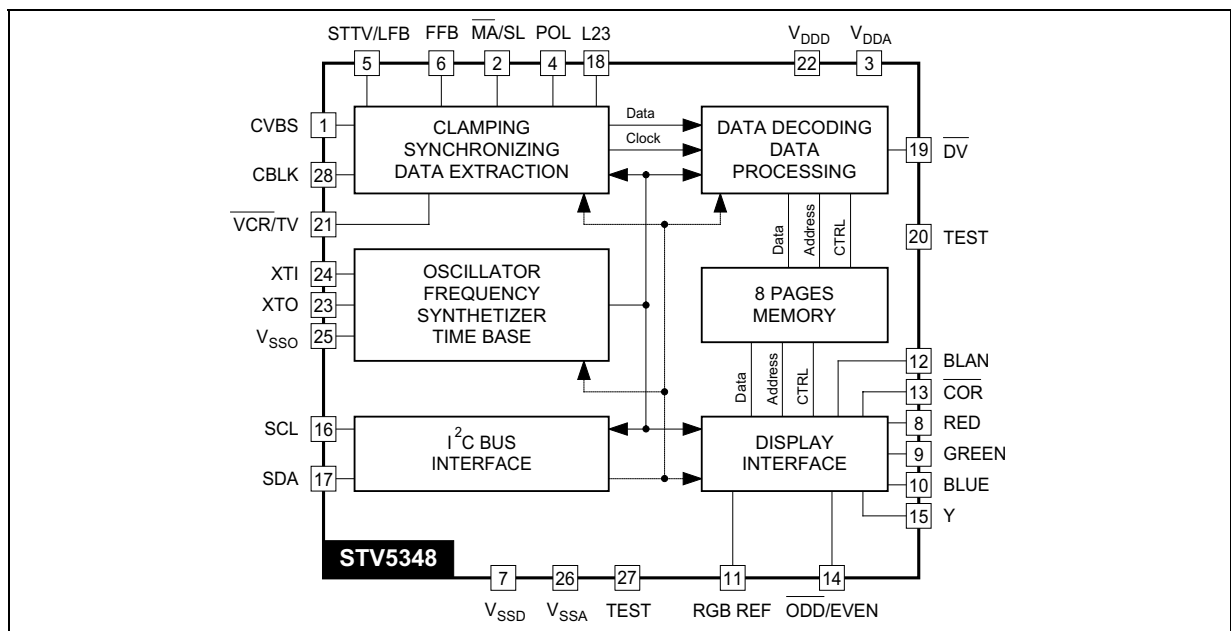 STTV/LFB FFB MA/SL POL L23 VDDD VDDA
5 6 2 4 18 22 3
CVBS 1
CLAMPING
SYNCHRONIZING
DATA EXTRACTION
Data
Clock
DATA DECODING
DATA
PROCESSING
19 DV
CBLK 28
VCR/TV 21
Data Address CTRL
20 TEST
XTI 24
XTO 23
VSSO 25
OSCILLATOR
FREQUENCY
SYNTHETIZER
TIME BASE
8 PAGES
MEMORY
Data Address CTRL
12 BLAN
13 COR
8 RED
9 GREEN
10 BLUE
15 Y
SCL 16
SDA 17
I²C BUS
INTERFACE
DISPLAY
INTERFACE
STV5348
7 26 27 11 14
VSSD VSSA TEST RGB REF ODD/EVEN